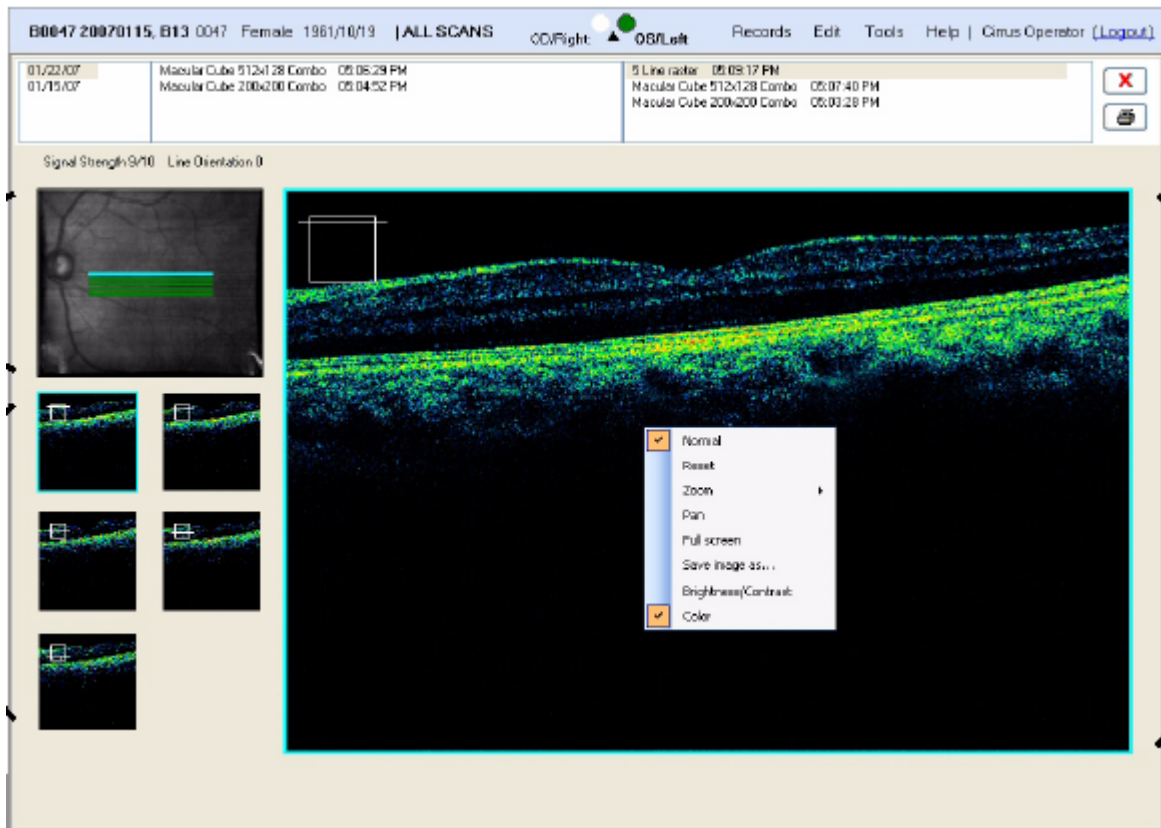 B0047 20070115, B13 0047 Female 1961/10/19 | ALL SCANS OD/Right OS/Left Records Edit Tools Help | Cirrus Operator (Logout)
01/22/07 Macular Cube 512x128 Combo 05:06:29 PM 5 Line raster 05:09:17 PM
01/15/07 Macular Cube 200x200 Combo 05:04:52 PM Macular Cube 512x128 Combo 05:07:40 PM
Macular Cube 200x200 Combo 05:03:28 PM
Signal Strength 9/10 Line Orientation 0
Normal
Reset
Zoom
Pan
Full screen
Save image as...
Brightness/Contrast
Color